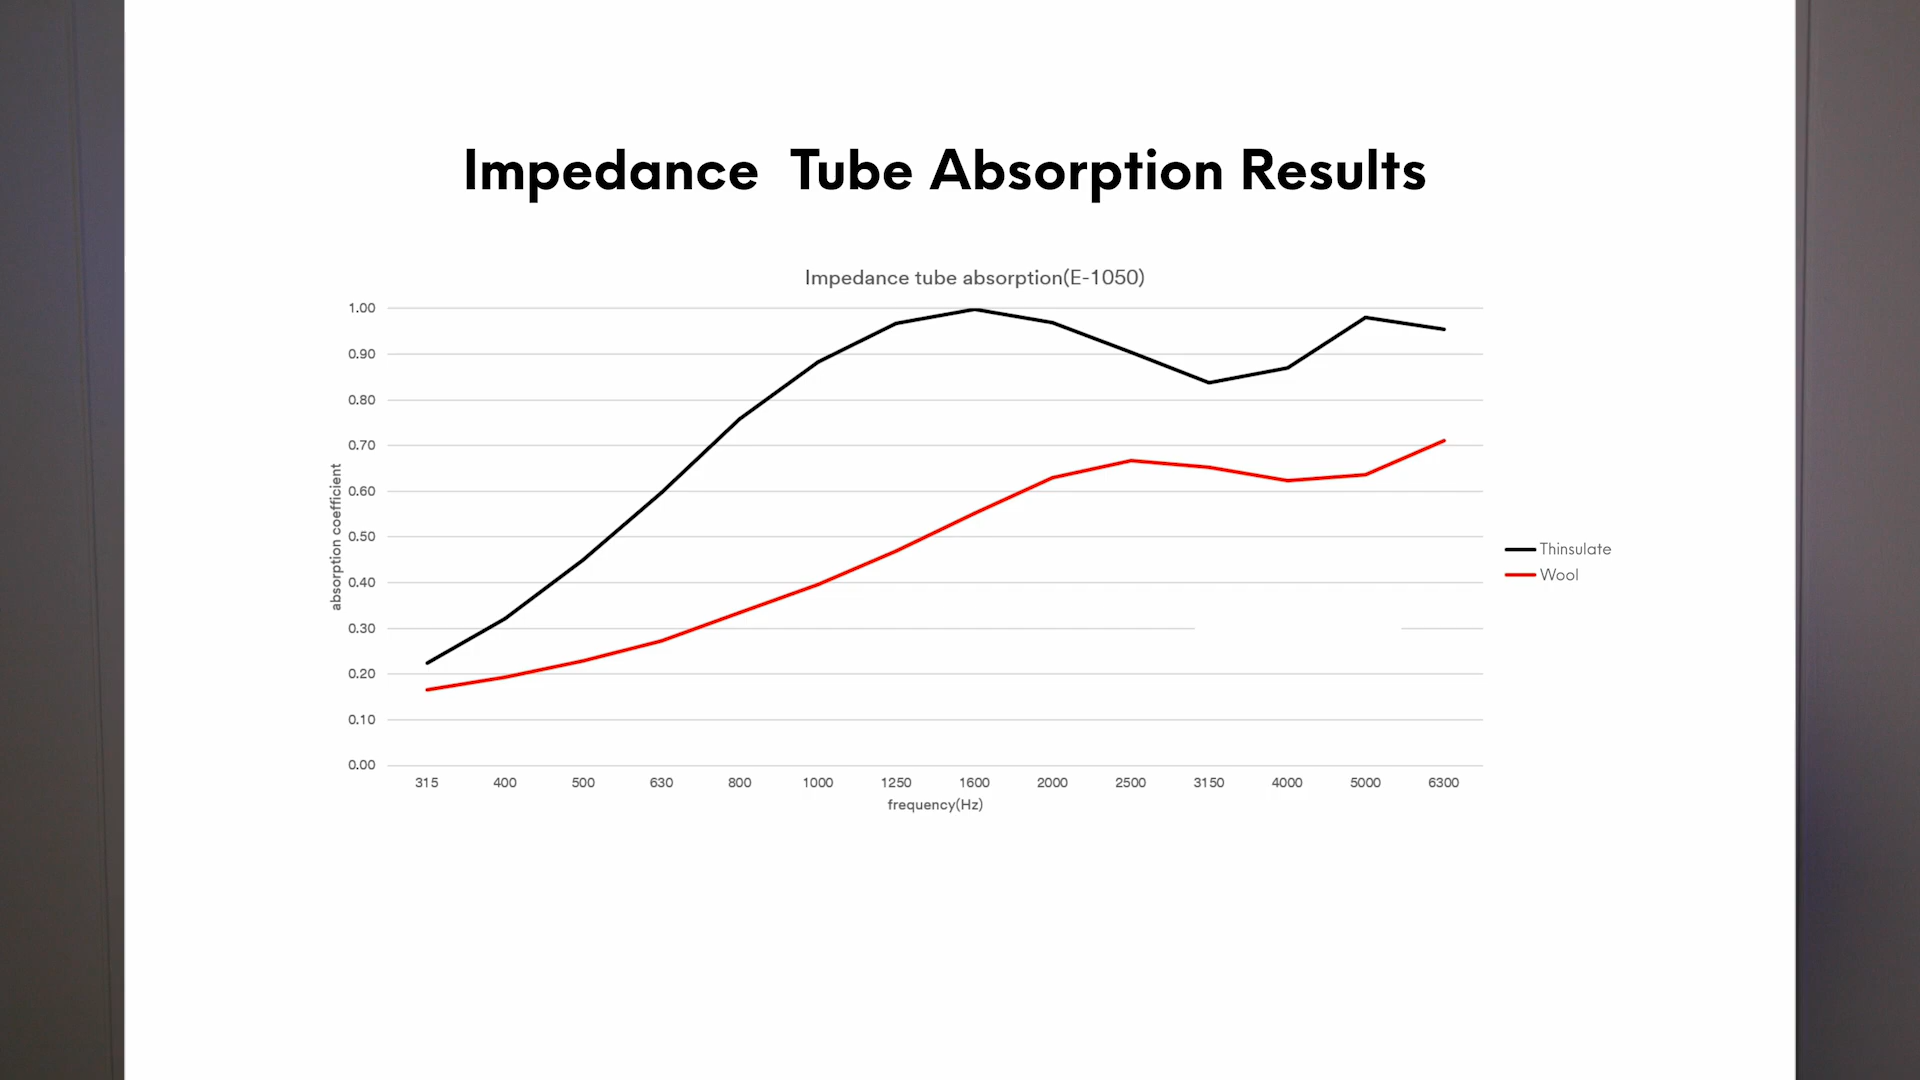 Impedance Tube Absorption Results
Impedance tube absorption(E-1050)
1.00
0.90
0.80
0.70
0.60
0.50
0.40
0.30
0.20
0.10
0.00
absorption coefficient
315 400 500 630 800 1000 1250 1600 2000 2500 3150 4000 5000 6300
frequency(Hz)
Thinsulate
Wool